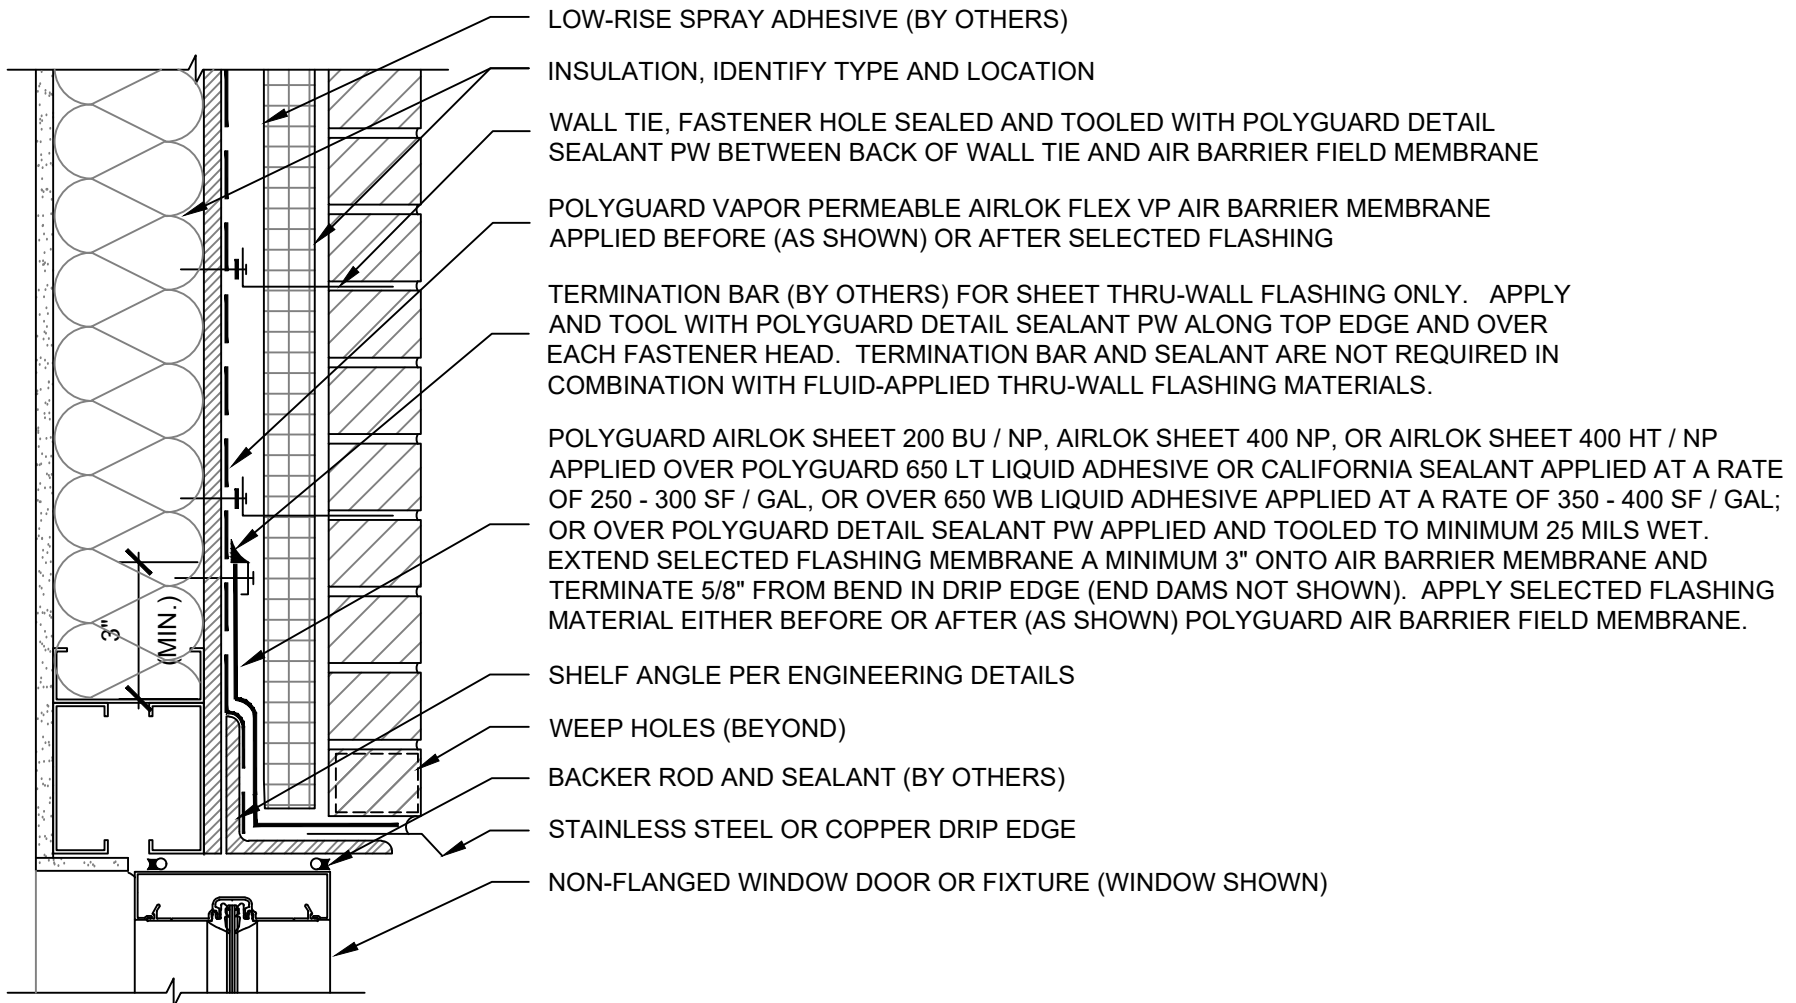 LOW-RISE SPRAY ADHESIVE (BY OTHERS)
INSULATION, IDENTIFY TYPE AND LOCATION
WALL TIE, FASTENER HOLE SEALED AND TOOLED WITH POLYGUARD DETAIL
SEALANT PW BETWEEN BACK OF WALL TIE AND AIR BARRIER FIELD MEMBRANE
POLYGUARD VAPOR PERMEABLE AIRLOK FLEX VP AIR BARRIER MEMBRANE
APPLIED BEFORE (AS SHOWN) OR AFTER SELECTED FLASHING
TERMINATION BAR (BY OTHERS) FOR SHEET THRU-WALL FLASHING ONLY.   APPLY
AND TOOL WITH POLYGUARD DETAIL SEALANT PW ALONG TOP EDGE AND OVER
EACH FASTENER HEAD.  TERMINATION BAR AND SEALANT ARE NOT REQUIRED IN
COMBINATION WITH FLUID-APPLIED THRU-WALL FLASHING MATERIALS.
POLYGUARD AIRLOK SHEET 200 BU / NP, AIRLOK SHEET 400 NP, OR AIRLOK SHEET 400 HT / NP
APPLIED OVER POLYGUARD 650 LT LIQUID ADHESIVE OR CALIFORNIA SEALANT APPLIED AT A RATE
OF 250 - 300 SF / GAL, OR OVER 650 WB LIQUID ADHESIVE APPLIED AT A RATE OF 350 - 400 SF / GAL;
OR OVER POLYGUARD DETAIL SEALANT PW APPLIED AND TOOLED TO MINIMUM 25 MILS WET.
EXTEND SELECTED FLASHING MEMBRANE A MINIMUM 3" ONTO AIR BARRIER MEMBRANE AND
TERMINATE 5/8" FROM BEND IN DRIP EDGE (END DAMS NOT SHOWN).  APPLY SELECTED FLASHING
MATERIAL EITHER BEFORE OR AFTER (AS SHOWN) POLYGUARD AIR BARRIER FIELD MEMBRANE.
3"
(MIN.)
SHELF ANGLE PER ENGINEERING DETAILS
WEEP HOLES (BEYOND)
BACKER ROD AND SEALANT (BY OTHERS)
STAINLESS STEEL OR COPPER DRIP EDGE
NON-FLANGED WINDOW DOOR OR FIXTURE (WINDOW SHOWN)